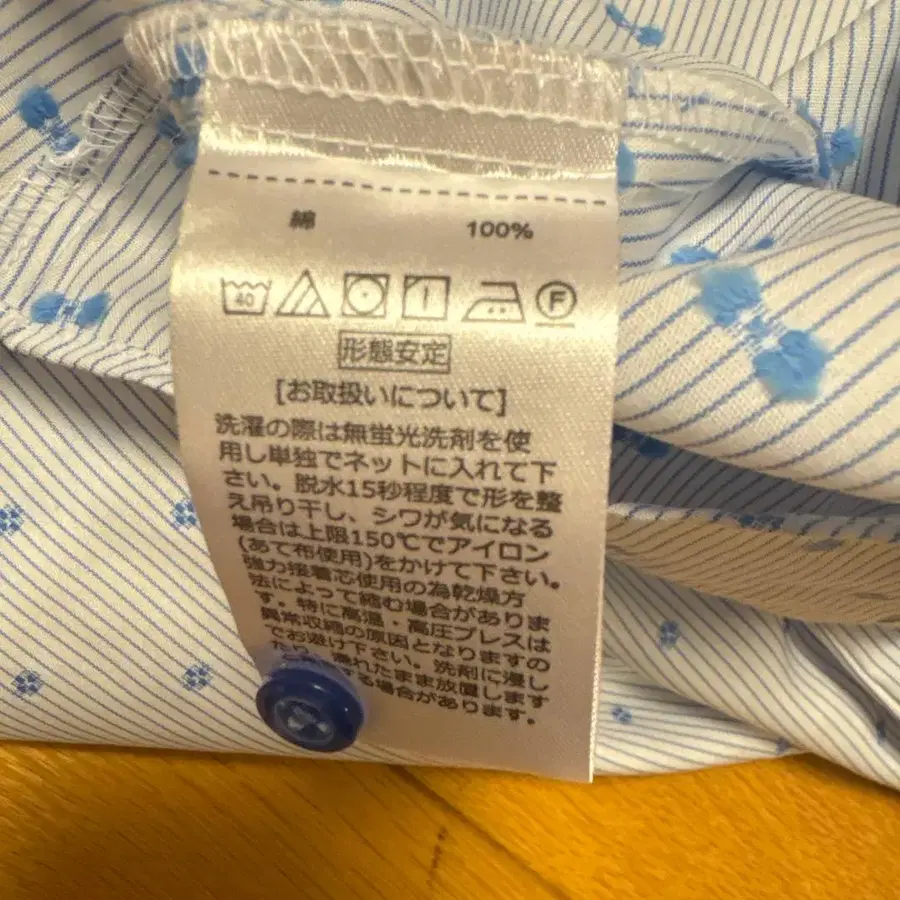 綿 100%
40 F
形態安定
[お取扱いについて]
洗濯の際は無蛍光洗剤を使
用し単独でネットに入れて下
さい。脱水15秒程度で形を整
え吊り干し、シワが気になる
場合は上限150℃でアイロン
(あて布使用)をかけて下さい。
強力接着芯使用の為乾燥方
法によって縮む場合がありま
す。特に高温・高圧プレスは
異常収縮の原因となりますの
でお避け下さい。洗剤に浸し
たり、濡れたまま放置します
る場合があります。